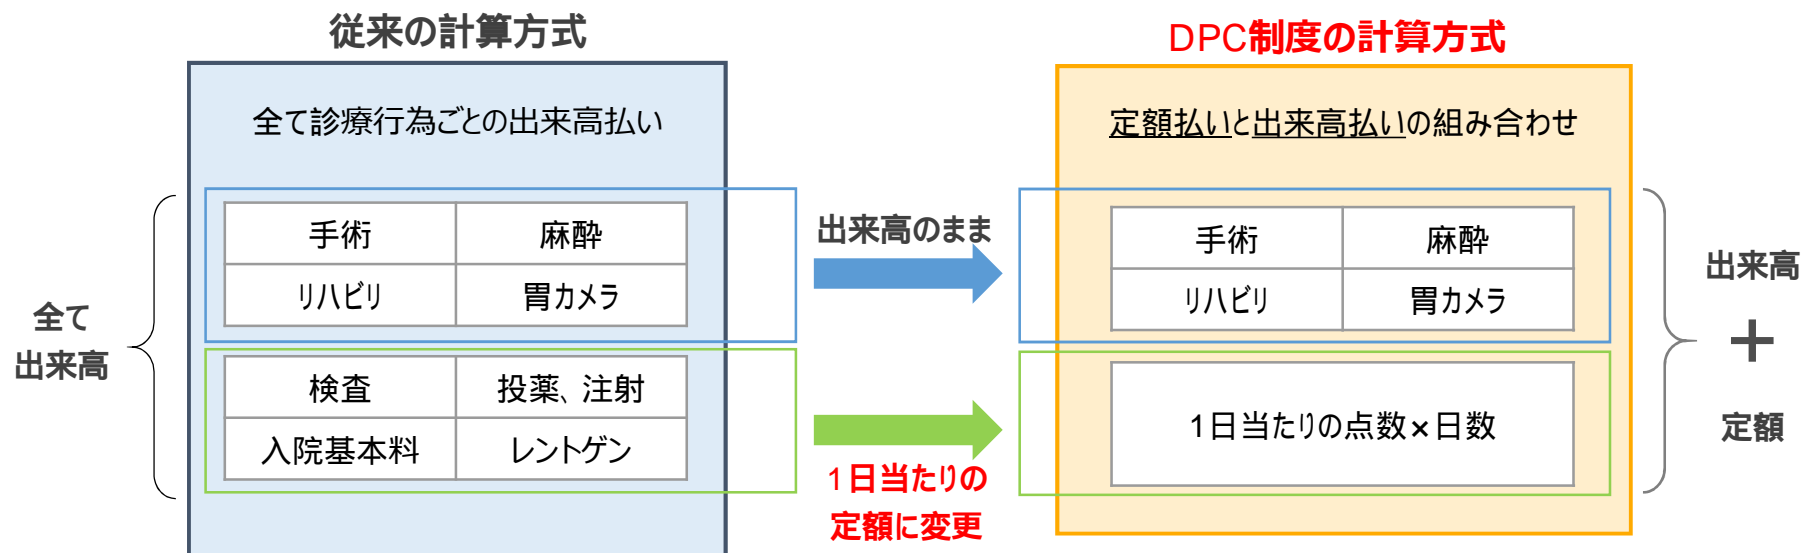 従来の計算方式
全て診療行為ごとの出来高払い
全て
出来高
手術
麻酔
リハビリ
胃カメラ
検査
投薬、注射
入院基本料
レントゲン
出来高のまま
1日当たりの
定額に変更
DPC制度の計算方式
定額払いと出来高払いの組み合わせ
手術
麻酔
リハビリ
胃カメラ
1日当たりの点数×日数
出来高
+
定額